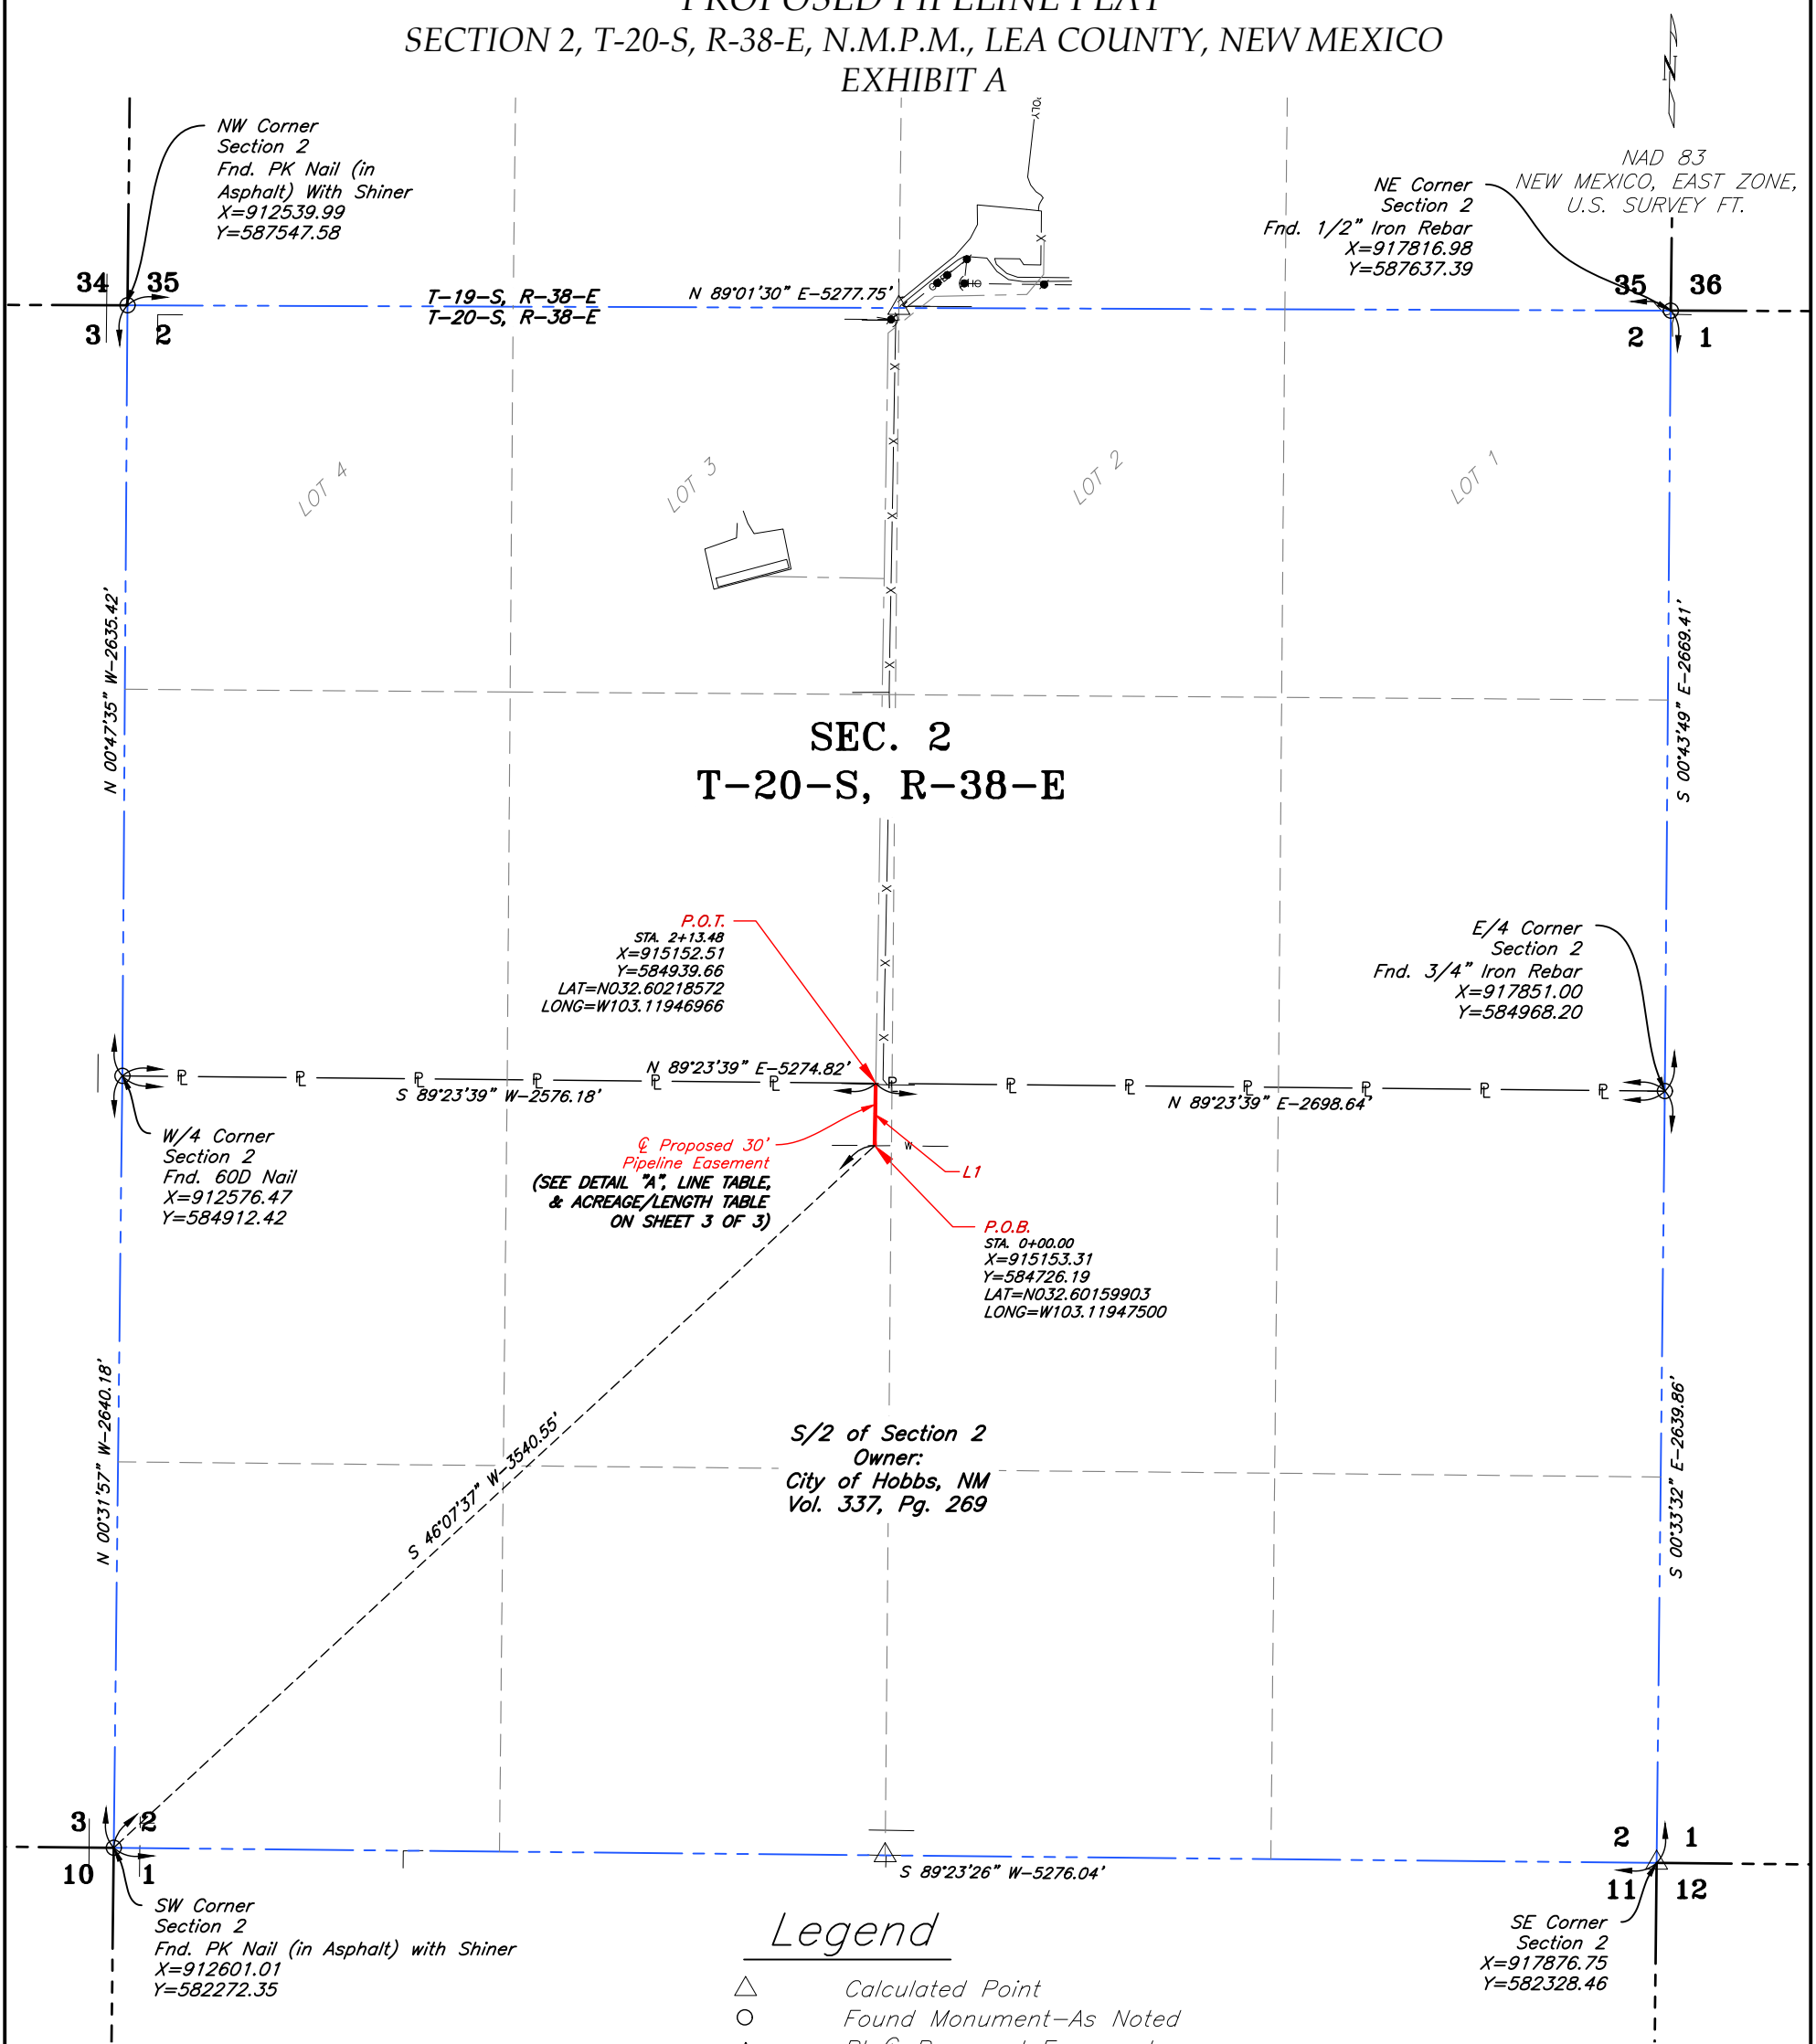 PROPOSED PIPELINE PLAT
SECTION 2, T-20-S, R-38-E, N.M.P.M., LEA COUNTY, NEW MEXICO
EXHIBIT A
N
NAD 83
NEW MEXICO, EAST ZONE,
U.S. SURVEY FT.
NW Corner
Section 2
Fnd. PK Nail (in
Asphalt) With Shiner
X=912539.99
Y=587547.58
NE Corner
Section 2
Fnd. 1/2" Iron Rebar
X=917816.98
Y=587637.39
34 35
3 2
T-19-S, R-38-E
T-20-S, R-38-E
N 89°01'30" E-5277.75'
35 36
2 1
LOT 4
LOT 3
LOT 2
LOT 1
N 00°47'35" W-2635.42'
S 00°43'49" E-2669.41'
SEC. 2
T-20-S, R-38-E
P.O.T.
STA. 2+13.48
X=915152.51
Y=584939.66
LAT=N032.60218572
LONG=W103.11946966
E/4 Corner
Section 2
Fnd. 3/4" Iron Rebar
X=917851.00
Y=584968.20
N 89°23'39" E-5274.82'
S 89°23'39" W-2576.18'
N 89°23'39" E-2698.64'
W/4 Corner
Section 2
Fnd. 60D Nail
X=912576.47
Y=584912.42
℄ Proposed 30'
Pipeline Easement
(SEE DETAIL "A", LINE TABLE,
& ACREAGE/LENGTH TABLE
ON SHEET 3 OF 3)
W
L1
P.O.B.
STA. 0+00.00
X=915153.31
Y=584726.19
LAT=N032.60159903
LONG=W103.11947500
N 00°31'57" W-2640.18'
S 46°07'37" W-3540.55'
S/2 of Section 2
Owner:
City of Hobbs, NM
Vol. 337, Pg. 269
S 00°33'32" E-2639.86'
3 2
10 1
S 89°23'26" W-5276.04'
2 1
11 12
SW Corner
Section 2
Fnd. PK Nail (in Asphalt) with Shiner
X=912601.01
Y=582272.35
SE Corner
Section 2
X=917876.75
Y=582328.46
Legend
Calculated Point
Found Monument-As Noted